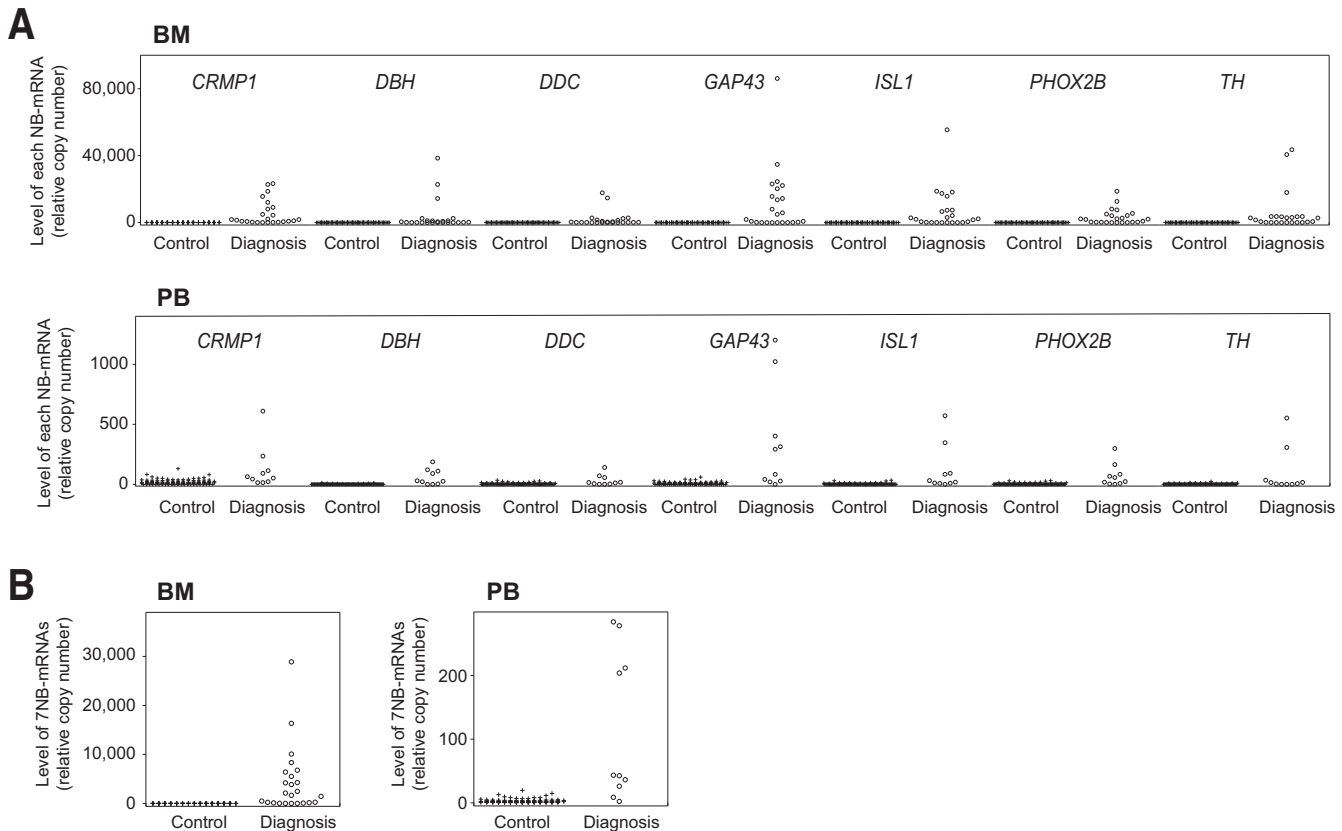 A
BM
Level of each NB-mRNA
(relative copy number)
80,000
40,000
0
CRMP1 DBH DDC GAP43 ISL1 PHOX2B TH
Control Diagnosis Control Diagnosis Control Diagnosis Control Diagnosis Control Diagnosis Control Diagnosis Control Diagnosis
PB
Level of each NB-mRNA
(relative copy number)
1000
500
0
CRMP1 DBH DDC GAP43 ISL1 PHOX2B TH
Control Diagnosis Control Diagnosis Control Diagnosis Control Diagnosis Control Diagnosis Control Diagnosis Control Diagnosis
B
BM
Level of 7NB-mRNAs
(relative copy number)
30,000
20,000
10,000
0
Control Diagnosis
PB
Level of 7NB-mRNAs
(relative copy number)
200
100
0
Control Diagnosis